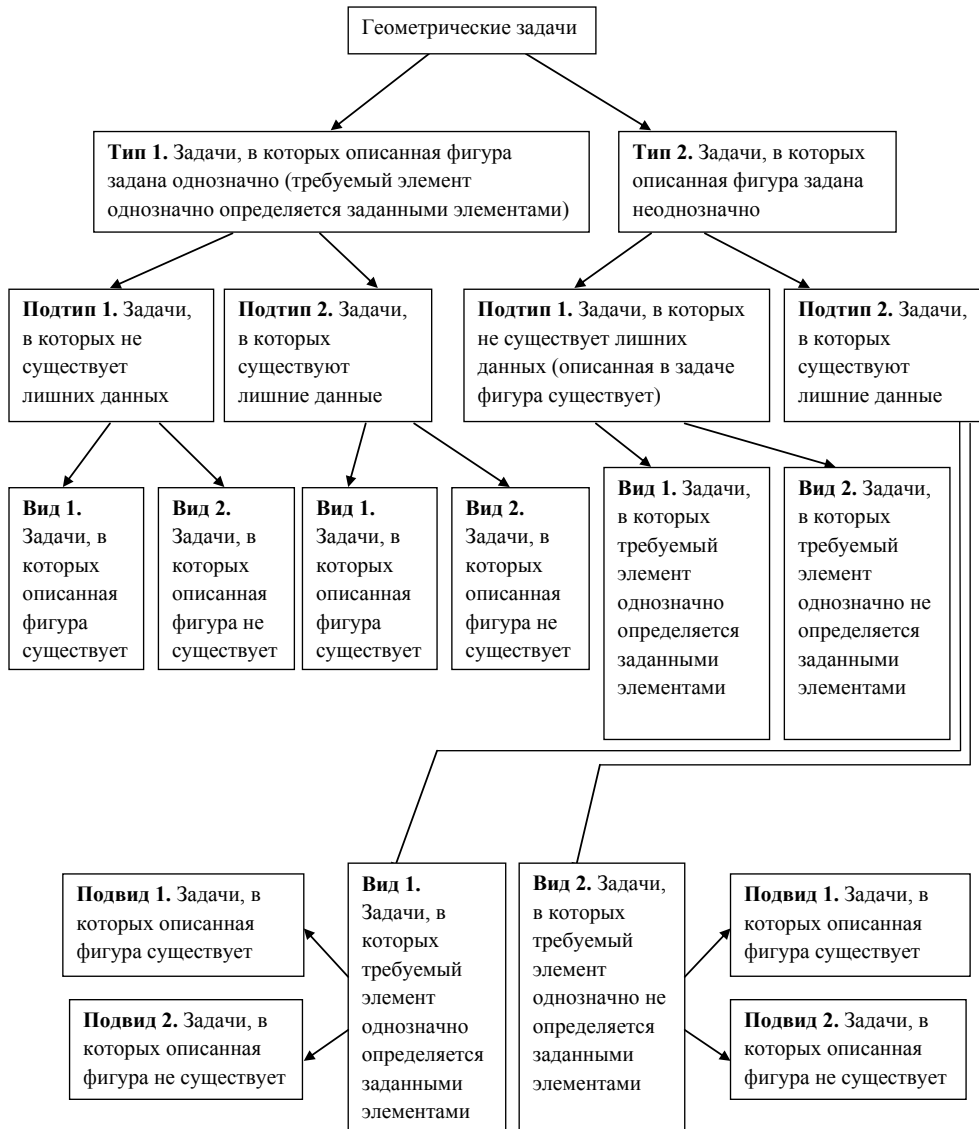 Геометрические задачи
Тип 1. Задачи, в которых описанная фигура
задана однозначно (требуемый элемент
однозначно определяется заданными элементами)
Тип 2. Задачи, в которых
описанная фигура задана
неоднозначно
Подтип 1. Задачи,
в которых не
существует
лишних данных
Подтип 2. Задачи,
в которых
существуют
лишние данные
Подтип 1. Задачи, в которых
не существует лишних
данных (описанная в задаче
фигура существует)
Подтип 2. Задачи,
в которых
существуют
лишние данные
Вид 1.
Задачи, в
которых
описанная
фигура
существует
Вид 2.
Задачи, в
которых
описанная
фигура не
существует
Вид 1.
Задачи, в
которых
описанная
фигура
существует
Вид 2.
Задачи, в
которых
описанная
фигура не
существует
Вид 1. Задачи,
в которых
требуемый
элемент
однозначно
определяется
заданными
элементами
Вид 2. Задачи,
в которых
требуемый
элемент
однозначно не
определяется
заданными
элементами
Подвид 1. Задачи, в
которых описанная
фигура существует
Подвид 2. Задачи, в
которых описанная
фигура не существует
Вид 1.
Задачи, в
которых
требуемый
элемент
однозначно
определяется
заданными
элементами
Вид 2. Задачи,
в которых
требуемый
элемент
однозначно не
определяется
заданными
элементами
Подвид 1. Задачи, в
которых описанная
фигура существует
Подвид 2. Задачи, в
которых описанная
фигура не существует